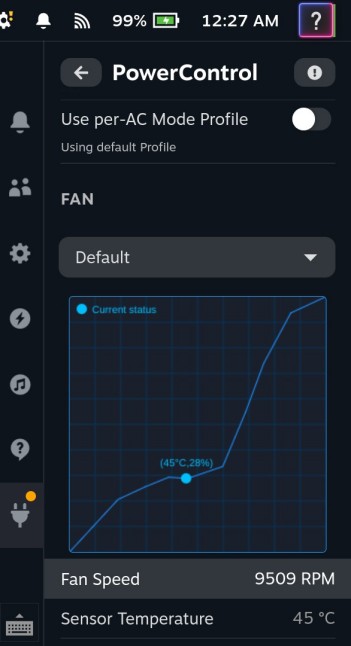 99% 12:27 AM ?
PowerControl
Use per-AC Mode Profile
Using default Profile
FAN
Default
Current status
(45°C,28%)
Fan Speed 9509 RPM
Sensor Temperature 45 °C